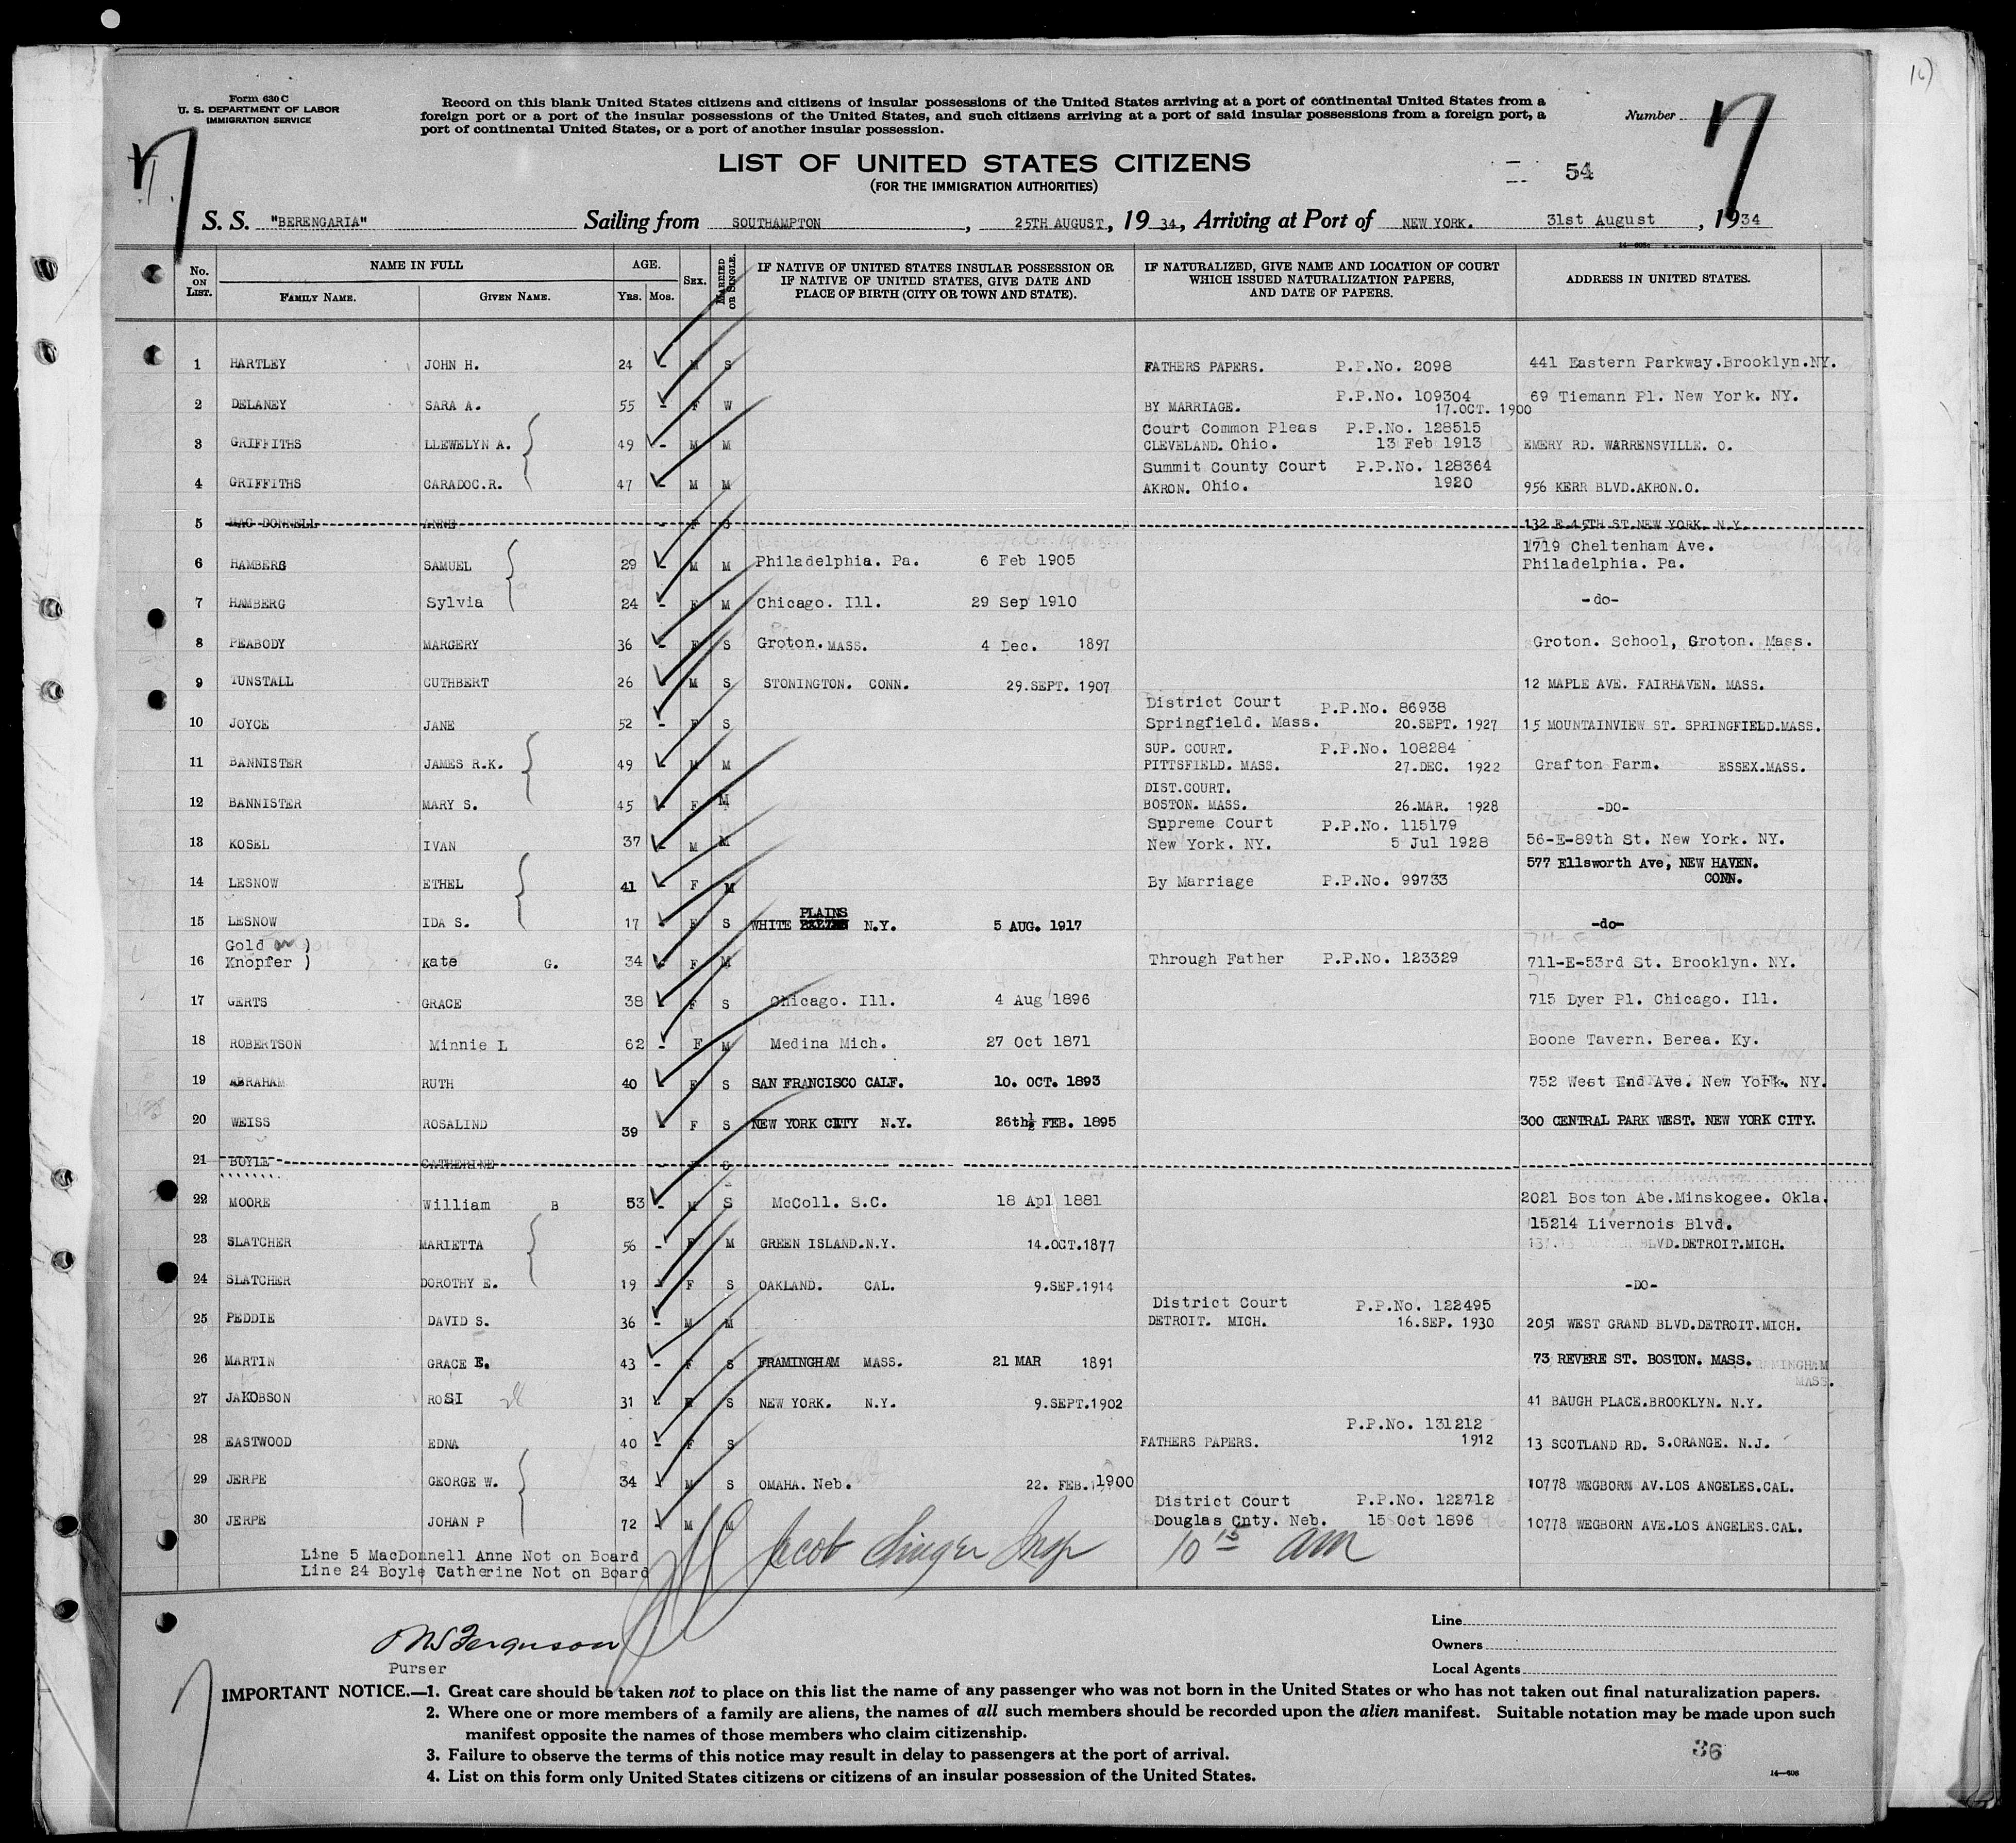 Form 630 C
U. S. DEPARTMENT OF LABOR
IMMIGRATION SERVICE
Record on this blank United States citizens and citizens of insular possessions of the United States arriving at a port of continental United States from a
foreign port or a port of the insular possessions of the United States, and such citizens arriving at a port of said insular possessions from a foreign port, a
port of continental United States, or a port of another insular possession.
Number 7
7
LIST OF UNITED STATES CITIZENS
(FOR THE IMMIGRATION AUTHORITIES)
54
S. S. "BERENGARIA" Sailing from SOUTHAMPTON, 25TH AUGUST, 19 34, Arriving at Port of NEW YORK. 31st August, 19 34
No. ON LIST. NAME IN FULL FAMILY NAME. GIVEN NAME. AGE. YRS. MOS. SEX. MARRIED OR SINGLE. IF NATIVE OF UNITED STATES INSULAR POSSESSION OR IF NATIVE OF UNITED STATES, GIVE DATE AND PLACE OF BIRTH (CITY OR TOWN AND STATE). IF NATURALIZED, GIVE NAME AND LOCATION OF COURT WHICH ISSUED NATURALIZATION PAPERS, AND DATE OF PAPERS. ADDRESS IN UNITED STATES.
1 HARTLEY JOHN H. 24 - M S FATHERS PAPERS. P.P.No. 2098 441 Eastern Parkway.Brooklyn.NY.
2 DELANEY SARA A. 55 - F W BY MARRIAGE. P.P.No. 109304 17.OCT. 1900 69 Tiemann Pl. New York. NY.
3 GRIFFITHS LLEWELYN A. 49 - M M Court Common Pleas P.P.No. 128515 CLEVELAND. Ohio. 13 Feb 1913 EMERY RD. WARRENSVILLE. O.
4 GRIFFITHS CARADOC.R. 47 - M M Summit County Court P.P.No. 128364 AKRON. Ohio. 1920 956 KERR BLVD.AKRON.O.
5 MAC DONNELL ANNE - F S 132 E.45TH ST.NEW YORK. N.Y.
6 HAMBERG SAMUEL 29 - M M Philadelphia. Pa. 6 Feb 1905 1719 Cheltenham Ave. Philadelphia. Pa.
7 HAMBERG Sylvia 24 - F M Chicago. Ill. 29 Sep 1910 -do-
8 PEABODY MARGERY 36 - F S Groton. MASS. 4 Dec. 1897 Groton. School, Groton. Mass.
9 TUNSTALL CUTHBERT 26 - M S STONINGTON. CONN. 29.SEPT. 1907 12 MAPLE AVE. FAIRHAVEN. MASS.
10 JOYCE JANE 52 - F S District Court P.P.No. 86938 Springfield. Mass. 20.SEPT. 1927 15 MOUNTAINVIEW ST. SPRINGFIELD.MASS.
11 BANNISTER JAMES R.K. 49 - M M SUP. COURT. P.P.No. 108284 PITTSFIELD. MASS. 27.DEC. 1922 Grafton Farm. ESSEX.MASS.
12 BANNISTER MARY S. 45 - F M DIST.COURT. BOSTON. MASS. 26.MAR. 1928 -DO-
13 KOSEL IVAN 37 - M M Supreme Court P.P.No. 115179 New York. NY. 5 Jul 1928 56-E-89th St. New York. NY.
14 LESNOW ETHEL 41 - F M By Marriage P.P.No. 99733 577 Ellsworth Ave, NEW HAVEN. CONN.
15 LESNOW IDA S. 17 - F S WHITE PLAINS N.Y. 5 AUG. 1917 -do-
16 Gold or ) Knopfer ) Kate G. 34 - F M Through Father P.P.No. 123329 711-E-53rd St. Brooklyn. NY.
17 GERTS GRACE 38 - F S Chicago. Ill. 4 Aug 1896 715 Dyer Pl. Chicago. Ill.
18 ROBERTSON Minnie L 62 - F M Medina Mich. 27 Oct 1871 Boone Tavern. Berea. Ky.
19 ABRAHAM RUTH 40 - F S SAN FRANCISCO CALF. 10. OCT. 1893 752 West End Ave. New York. NY.
20 WEISS ROSALIND 39 - F S NEW YORK CITY N.Y. 26th FEB. 1895 300 CENTRAL PARK WEST. NEW YORK CITY.
21 BOYLE CATHERINE - F S
22 MOORE William B 53 - M S McColl. S.C. 18 Apl 1881 2021 Boston Abe.Minskogee. Okla.
23 SLATCHER MARIETTA 56 - F M GREEN ISLAND.N.Y. 14.OCT.1877 15214 Livernois Blvd. BLVD.DETROIT.MICH.
24 SLATCHER DOROTHY E. 19 - F S OAKLAND. CAL. 9.SEP.1914 -DO-
25 PEDDIE DAVID S. 36 - M M District Court P.P.No. 122495 DETROIT. MICH. 16.SEP. 1930 2051 WEST GRAND BLVD.DETROIT.MICH.
26 MARTIN GRACE E. 43 - F S FRAMINGHAM MASS. 21 MAR 1891 73 REVERE ST. BOSTON. MASS.
27 JAKOBSON ROSI 31 - F S NEW YORK. N.Y. 9.SEPT.1902 41 BAUGH PLACE.BROOKLYN. N.Y.
28 EASTWOOD EDNA 40 - F S FATHERS PAPERS. P.P.No. 131212 1912 13 SCOTLAND RD. S.ORANGE. N.J.
29 JERPE GEORGE W. 34 - M S OMAHA. Neb. 22. FEB. 1900 10778 WEGBORN AV.LOS ANGELES.CAL.
30 JERPE JOHAN P 72 - M M District Court P.P.No. 122712 Douglas Cnty. Neb. 15 Oct 1896 10778 WEGBORN AVE.LOS ANGELES.CAL.
Line 5 MacDonnell Anne Not on Board
Line 24 Boyle Catherine Not on Board
Jacob Singer Insp 10 15 am
Ferguson
Purser
Line
Owners
Local Agents
IMPORTANT NOTICE.—1. Great care should be taken not to place on this list the name of any passenger who was not born in the United States or who has not taken out final naturalization papers.
2. Where one or more members of a family are aliens, the names of all such members should be recorded upon the alien manifest. Suitable notation may be made upon such
manifest opposite the names of those members who claim citizenship.
3. Failure to observe the terms of this notice may result in delay to passengers at the port of arrival.
4. List on this form only United States citizens or citizens of an insular possession of the United States.
36